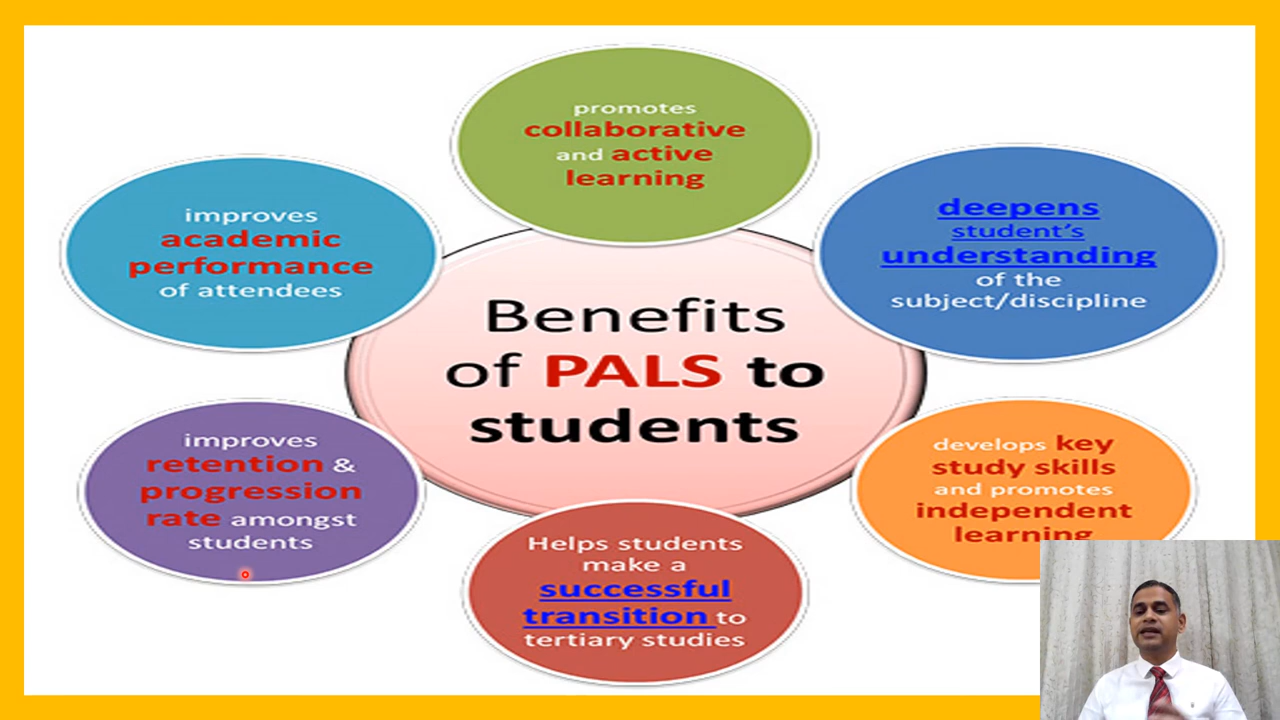 Benefits
of PALS to
students
promotes
collaborative
and active
learning
deepens
student’s
understanding
of the
subject/discipline
develops key
study skills
and promotes
independent
learning
Helps students
make a
successful
transition to
tertiary studies
improves
retention &
progression
rate amongst
students
improves
academic
performance
of attendees